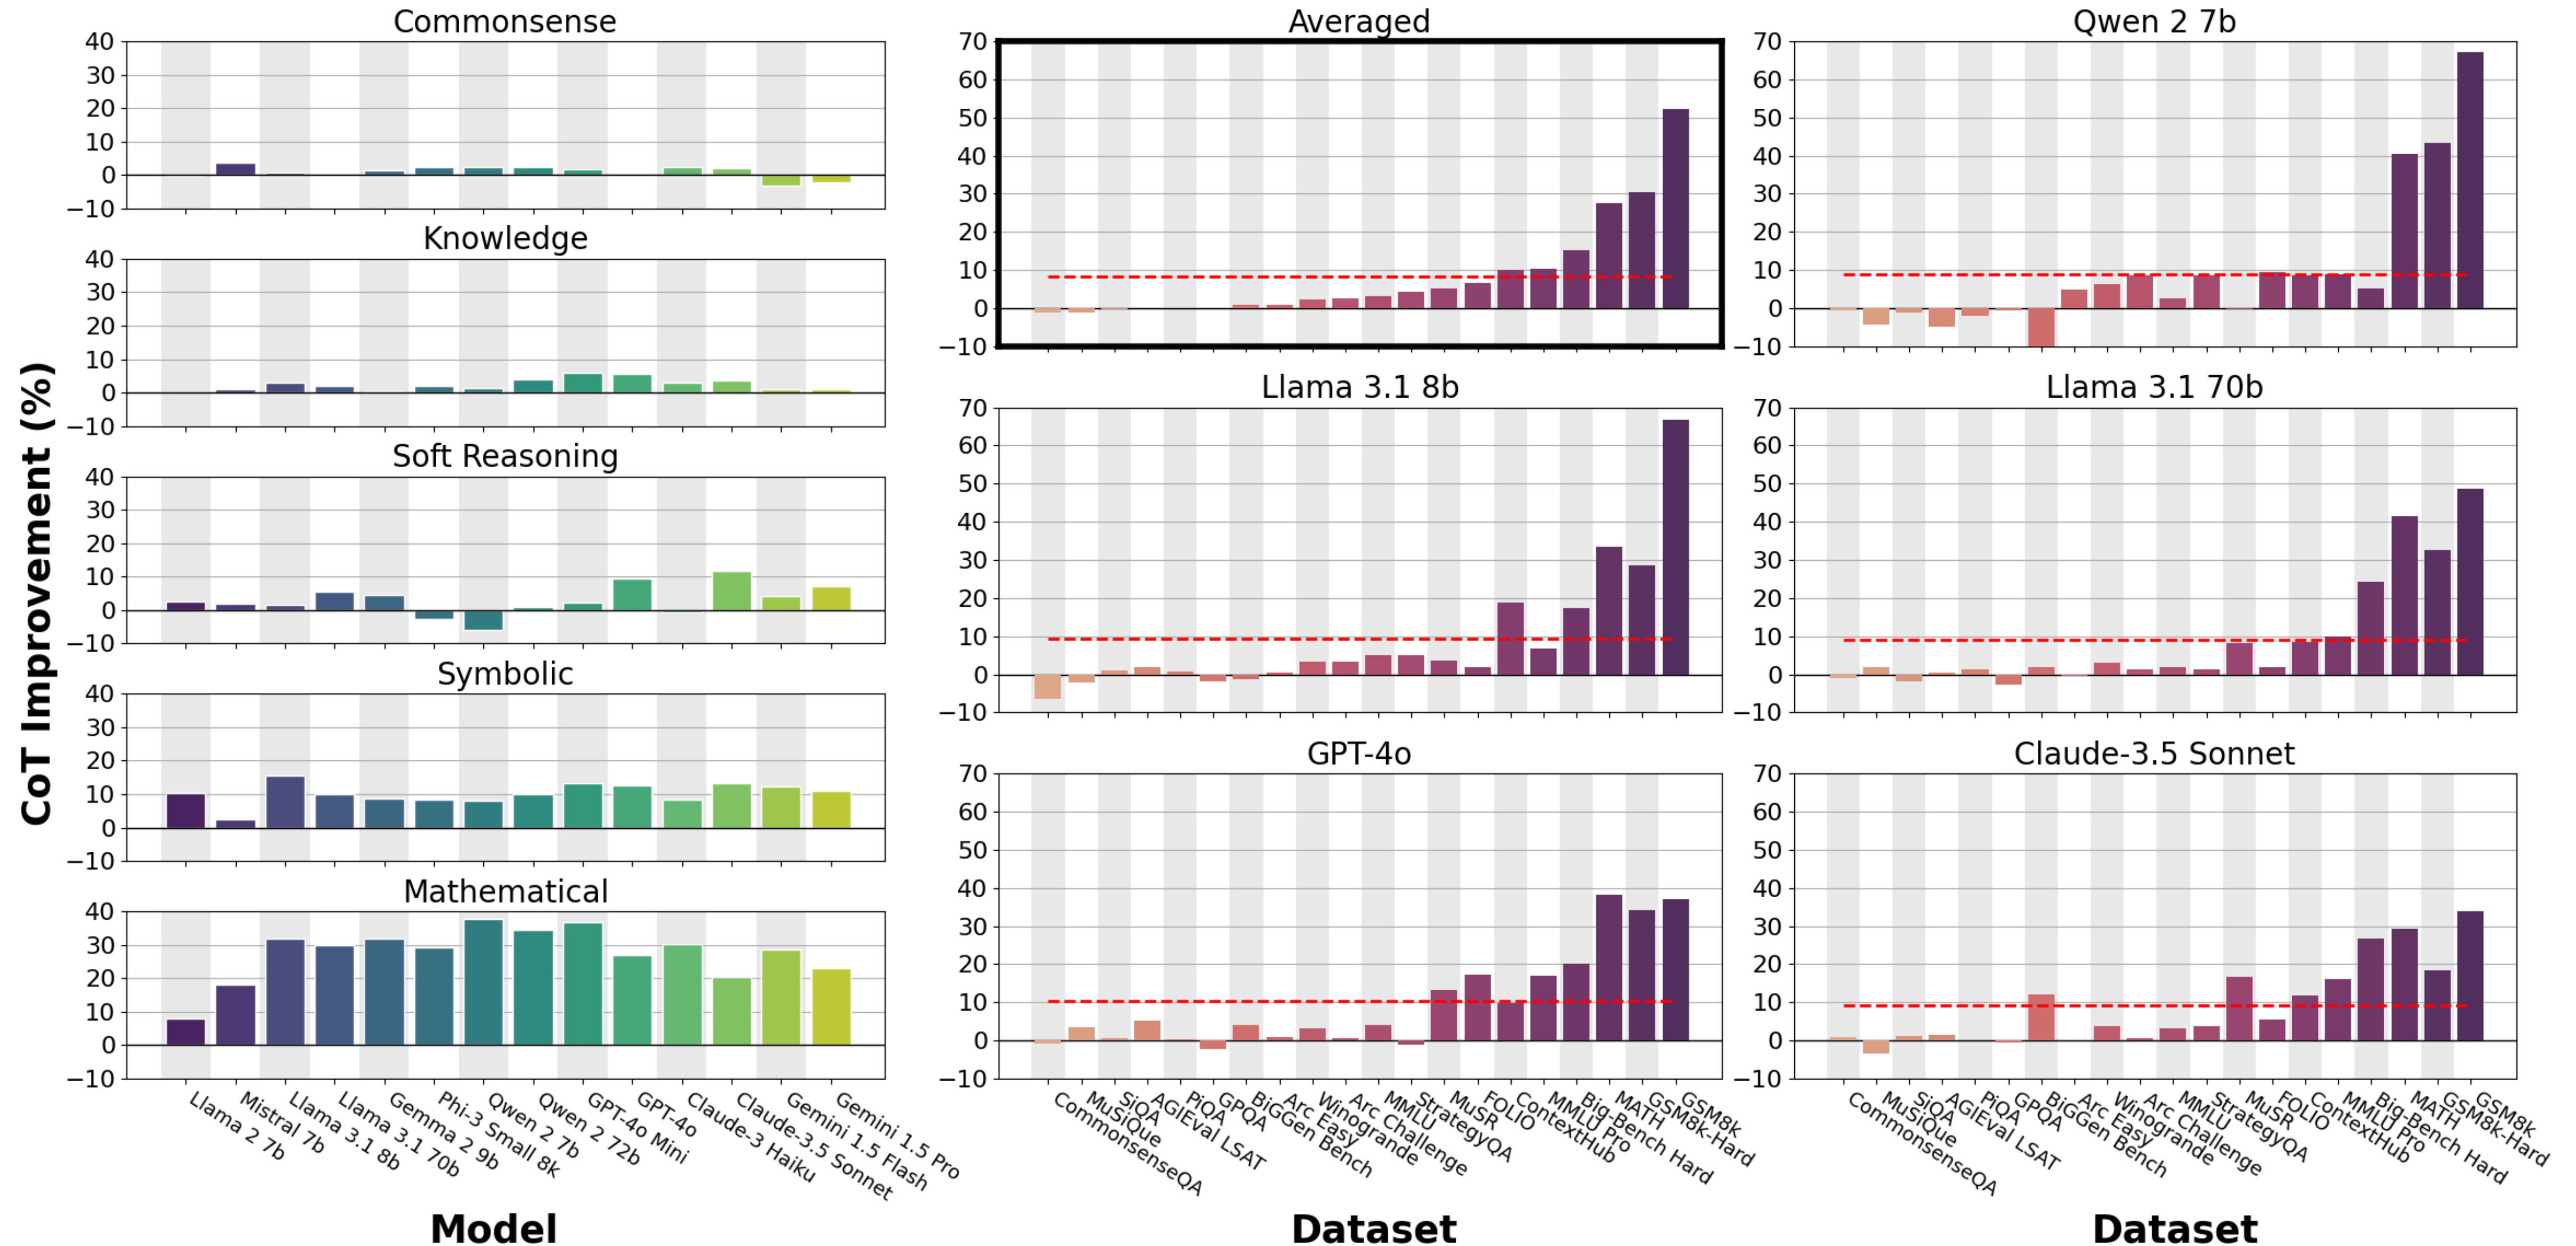 CoT Improvement (%)
Commonsense
40
30
20
10
0
−10
Knowledge
40
30
20
10
0
−10
Soft Reasoning
40
30
20
10
0
−10
Symbolic
40
30
20
10
0
−10
Mathematical
40
30
20
10
0
−10
Llama 2 7b
Mistral 7b
Llama 3.1 8b
Llama 3.1 70b
Gemma 2 9b
Phi-3 Small 8k
Qwen 2 7b
Qwen 2 72b
GPT-4o Mini
GPT-4o
Claude-3 Haiku
Claude-3.5 Sonnet
Gemini 1.5 Flash
Gemini 1.5 Pro
Model
Averaged
70
60
50
40
30
20
10
0
−10
Llama 3.1 8b
70
60
50
40
30
20
10
0
−10
GPT-4o
70
60
50
40
30
20
10
0
−10
CommonsenseQA
MuSiQue
SiQA
AGIEval LSAT
PiQA
GPQA
BiGGen Bench
Arc Easy
Winogrande
Arc Challenge
MMLU
StrategyQA
MuSR
FOLIO
ContextHub
MMLU Pro
Big-Bench Hard
MATH
GSM8k-Hard
GSM8k
Dataset
Qwen 2 7b
70
60
50
40
30
20
10
0
−10
Llama 3.1 70b
70
60
50
40
30
20
10
0
−10
Claude-3.5 Sonnet
70
60
50
40
30
20
10
0
−10
CommonsenseQA
MuSiQue
SiQA
AGIEval LSAT
PiQA
GPQA
BiGGen Bench
Arc Easy
Winogrande
Arc Challenge
MMLU
StrategyQA
MuSR
FOLIO
ContextHub
MMLU Pro
Big-Bench Hard
MATH
GSM8k-Hard
GSM8k
Dataset